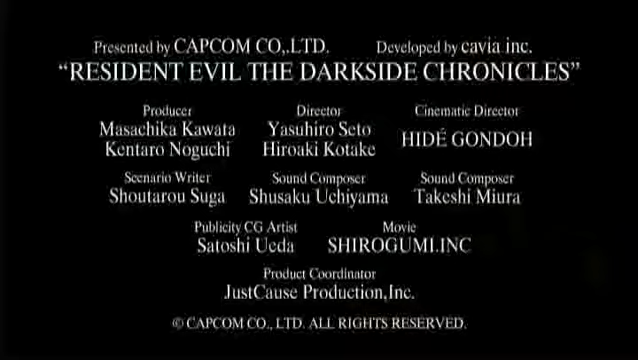 Presented by CAPCOM CO,.LTD. Developed by cavia inc.
“RESIDENT EVIL THE DARKSIDE CHRONICLES”
Producer Director Cinematic Director
Masachika Kawata Yasuhiro Seto HIDÉ GONDOH
Kentaro Noguchi Hiroaki Kotake
Scenario Writer Sound Composer Sound Composer
Shoutarou Suga Shusaku Uchiyama Takeshi Miura
Publicity CG Artist Movie
Satoshi Ueda SHIROGUMI.INC
Product Coordinator
JustCause Production,Inc.
© CAPCOM CO., LTD. ALL RIGHTS RESERVED.